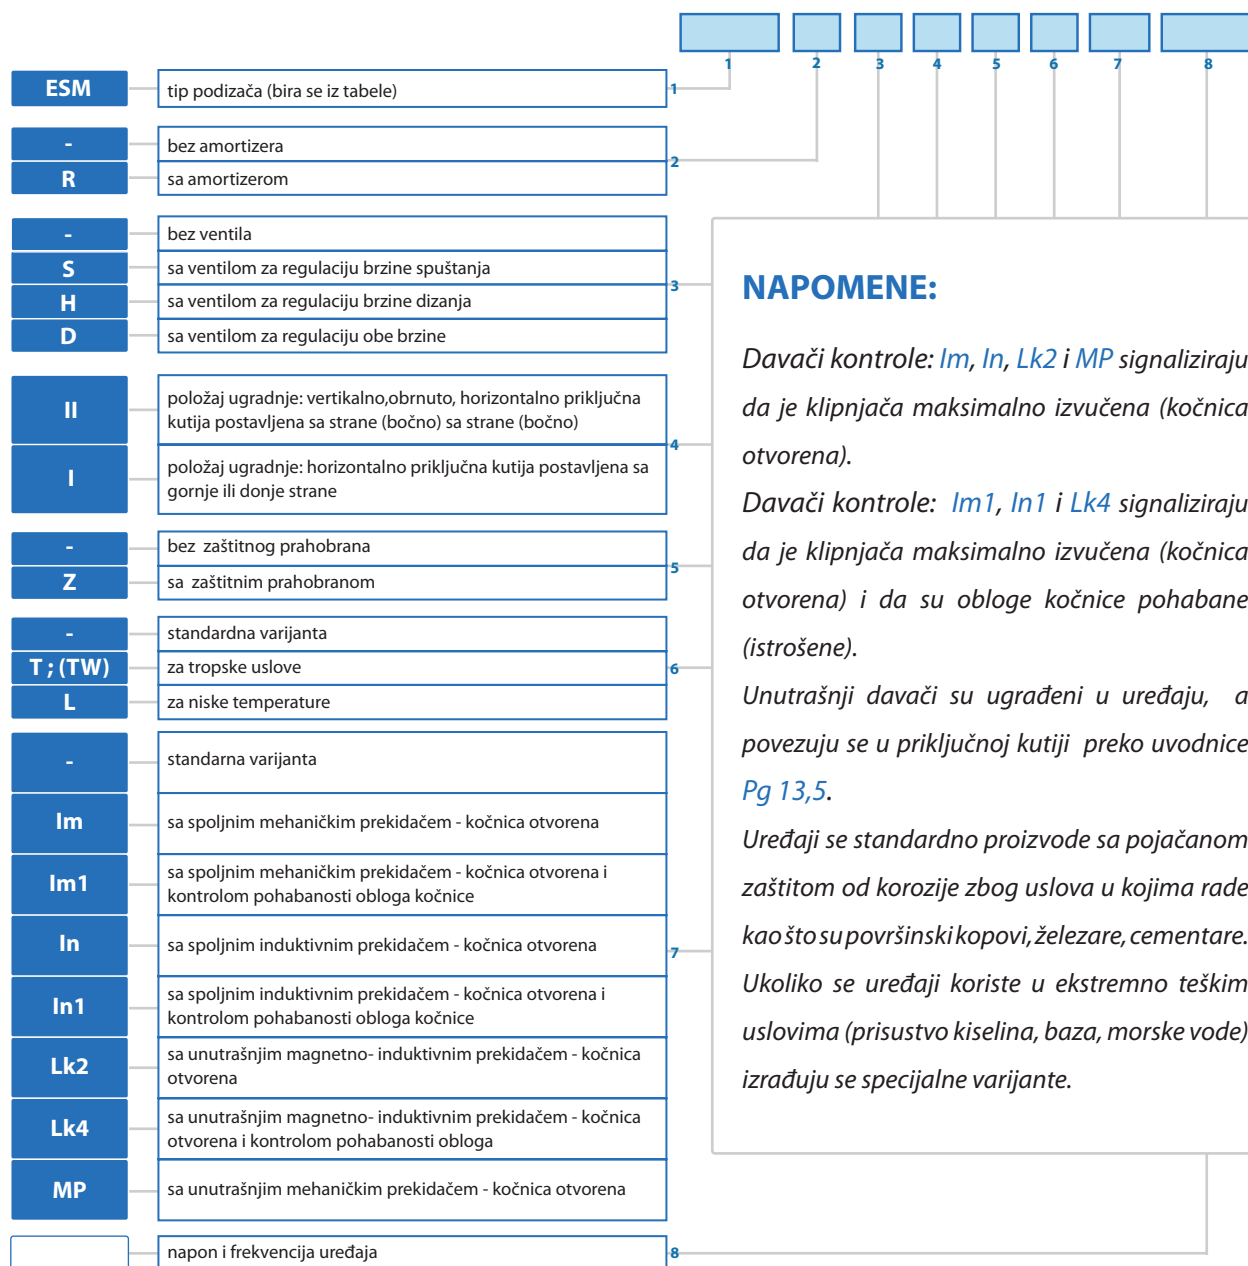 1 2 3 4 5 6 7 8
ESM tip podizača (bira se iz tabele) 1
- bez amortizera
2
R sa amortizerom
- bez ventila
S sa ventilom za regulaciju brzine spuštanja
3
H sa ventilom za regulaciju brzine dizanja
D sa ventilom za regulaciju obe brzine
II položaj ugradnje: vertikalno,obrnuto, horizontalno priključna
kutija postavljena sa strane (bočno) sa strane (bočno)
4
I položaj ugradnje: horizontalno priključna kutija postavljena sa
gornje ili donje strane
- bez zaštitnog prahobrana
5
Z sa zaštitnim prahobranom
- standardna varijanta
T ; (TW) za tropske uslove 6
L za niske temperature
- standarna varijanta
Im sa spoljnim mehaničkim prekidačem - kočnica otvorena
Im1 sa spoljnim mehaničkim prekidačem - kočnica otvorena i
kontrolom pohabanosti obloga kočnice
In sa spoljnim induktivnim prekidačem - kočnica otvorena 7
In1 sa spoljnim induktivnim prekidačem - kočnica otvorena i
kontrolom pohabanosti obloga kočnice
Lk2 sa unutrašnjim magnetno- induktivnim prekidačem - kočnica
otvorena
Lk4 sa unutrašnjim magnetno- induktivnim prekidačem - kočnica
otvorena i kontrolom pohabanosti obloga
MP sa unutrašnjim mehaničkim prekidačem - kočnica otvorena
napon i frekvencija uređaja 8
NAPOMENE:
Davači kontrole: Im, In, Lk2 i MP signaliziraju
da je klipnjača maksimalno izvučena (kočnica
otvorena).
Davači kontrole: Im1, In1 i Lk4 signaliziraju
da je klipnjača maksimalno izvučena (kočnica
otvorena) i da su obloge kočnice pohabane
(istrošene).
Unutrašnji davači su ugrađeni u uređaju, a
povezuju se u priključnoj kutiji preko uvodnice
Pg 13,5.
Uređaji se standardno proizvode sa pojačanom
zaštitom od korozije zbog uslova u kojima rade
kao što su površinski kopovi, železare, cementare.
Ukoliko se uređaji koriste u ekstremno teškim
uslovima (prisustvo kiselina, baza, morske vode)
izrađuju se specijalne varijante.